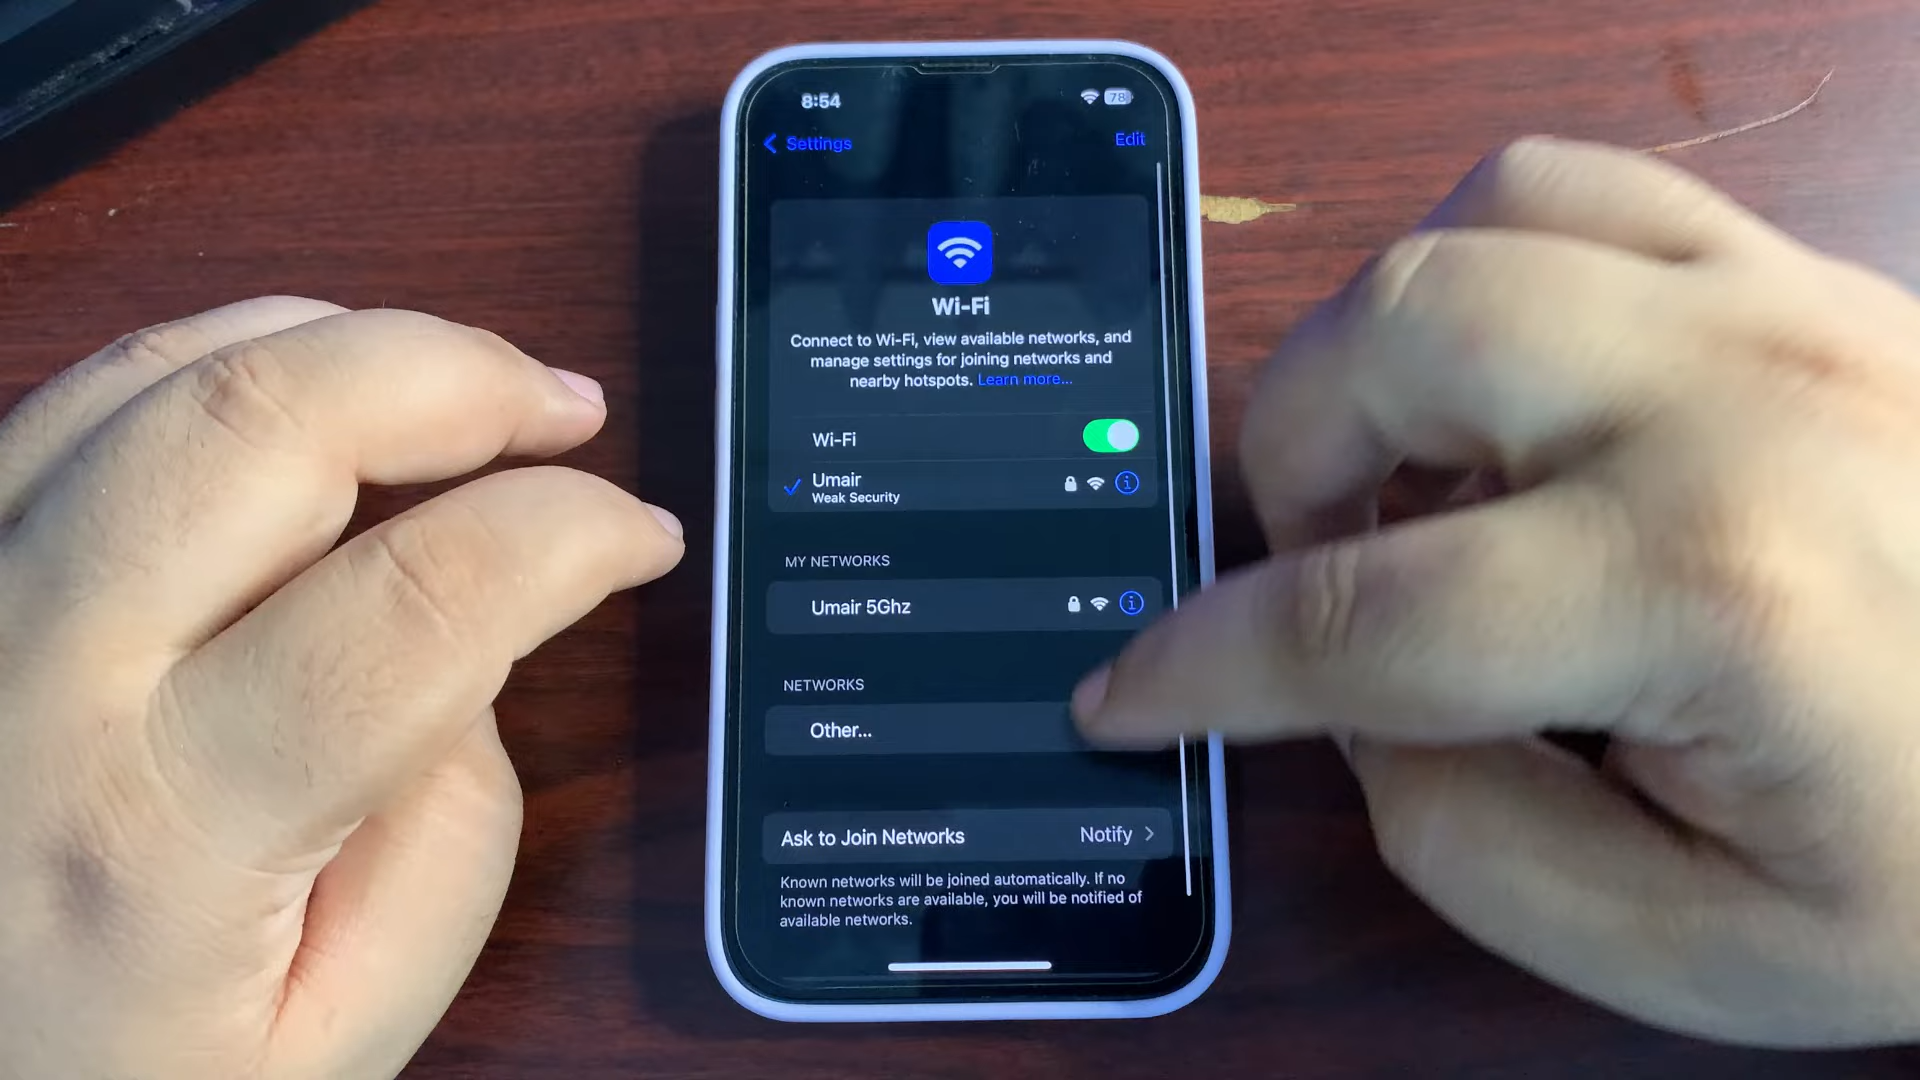 8:54
78
Settings
Edit
Wi-Fi
Connect to Wi-Fi, view available networks, and
manage settings for joining networks and
nearby hotspots. Learn more...
Wi-Fi
Umair
Weak Security
MY NETWORKS
Umair 5Ghz
NETWORKS
Other...
Ask to Join Networks
Notify
Known networks will be joined automatically. If no
known networks are available, you will be notified of
available networks.